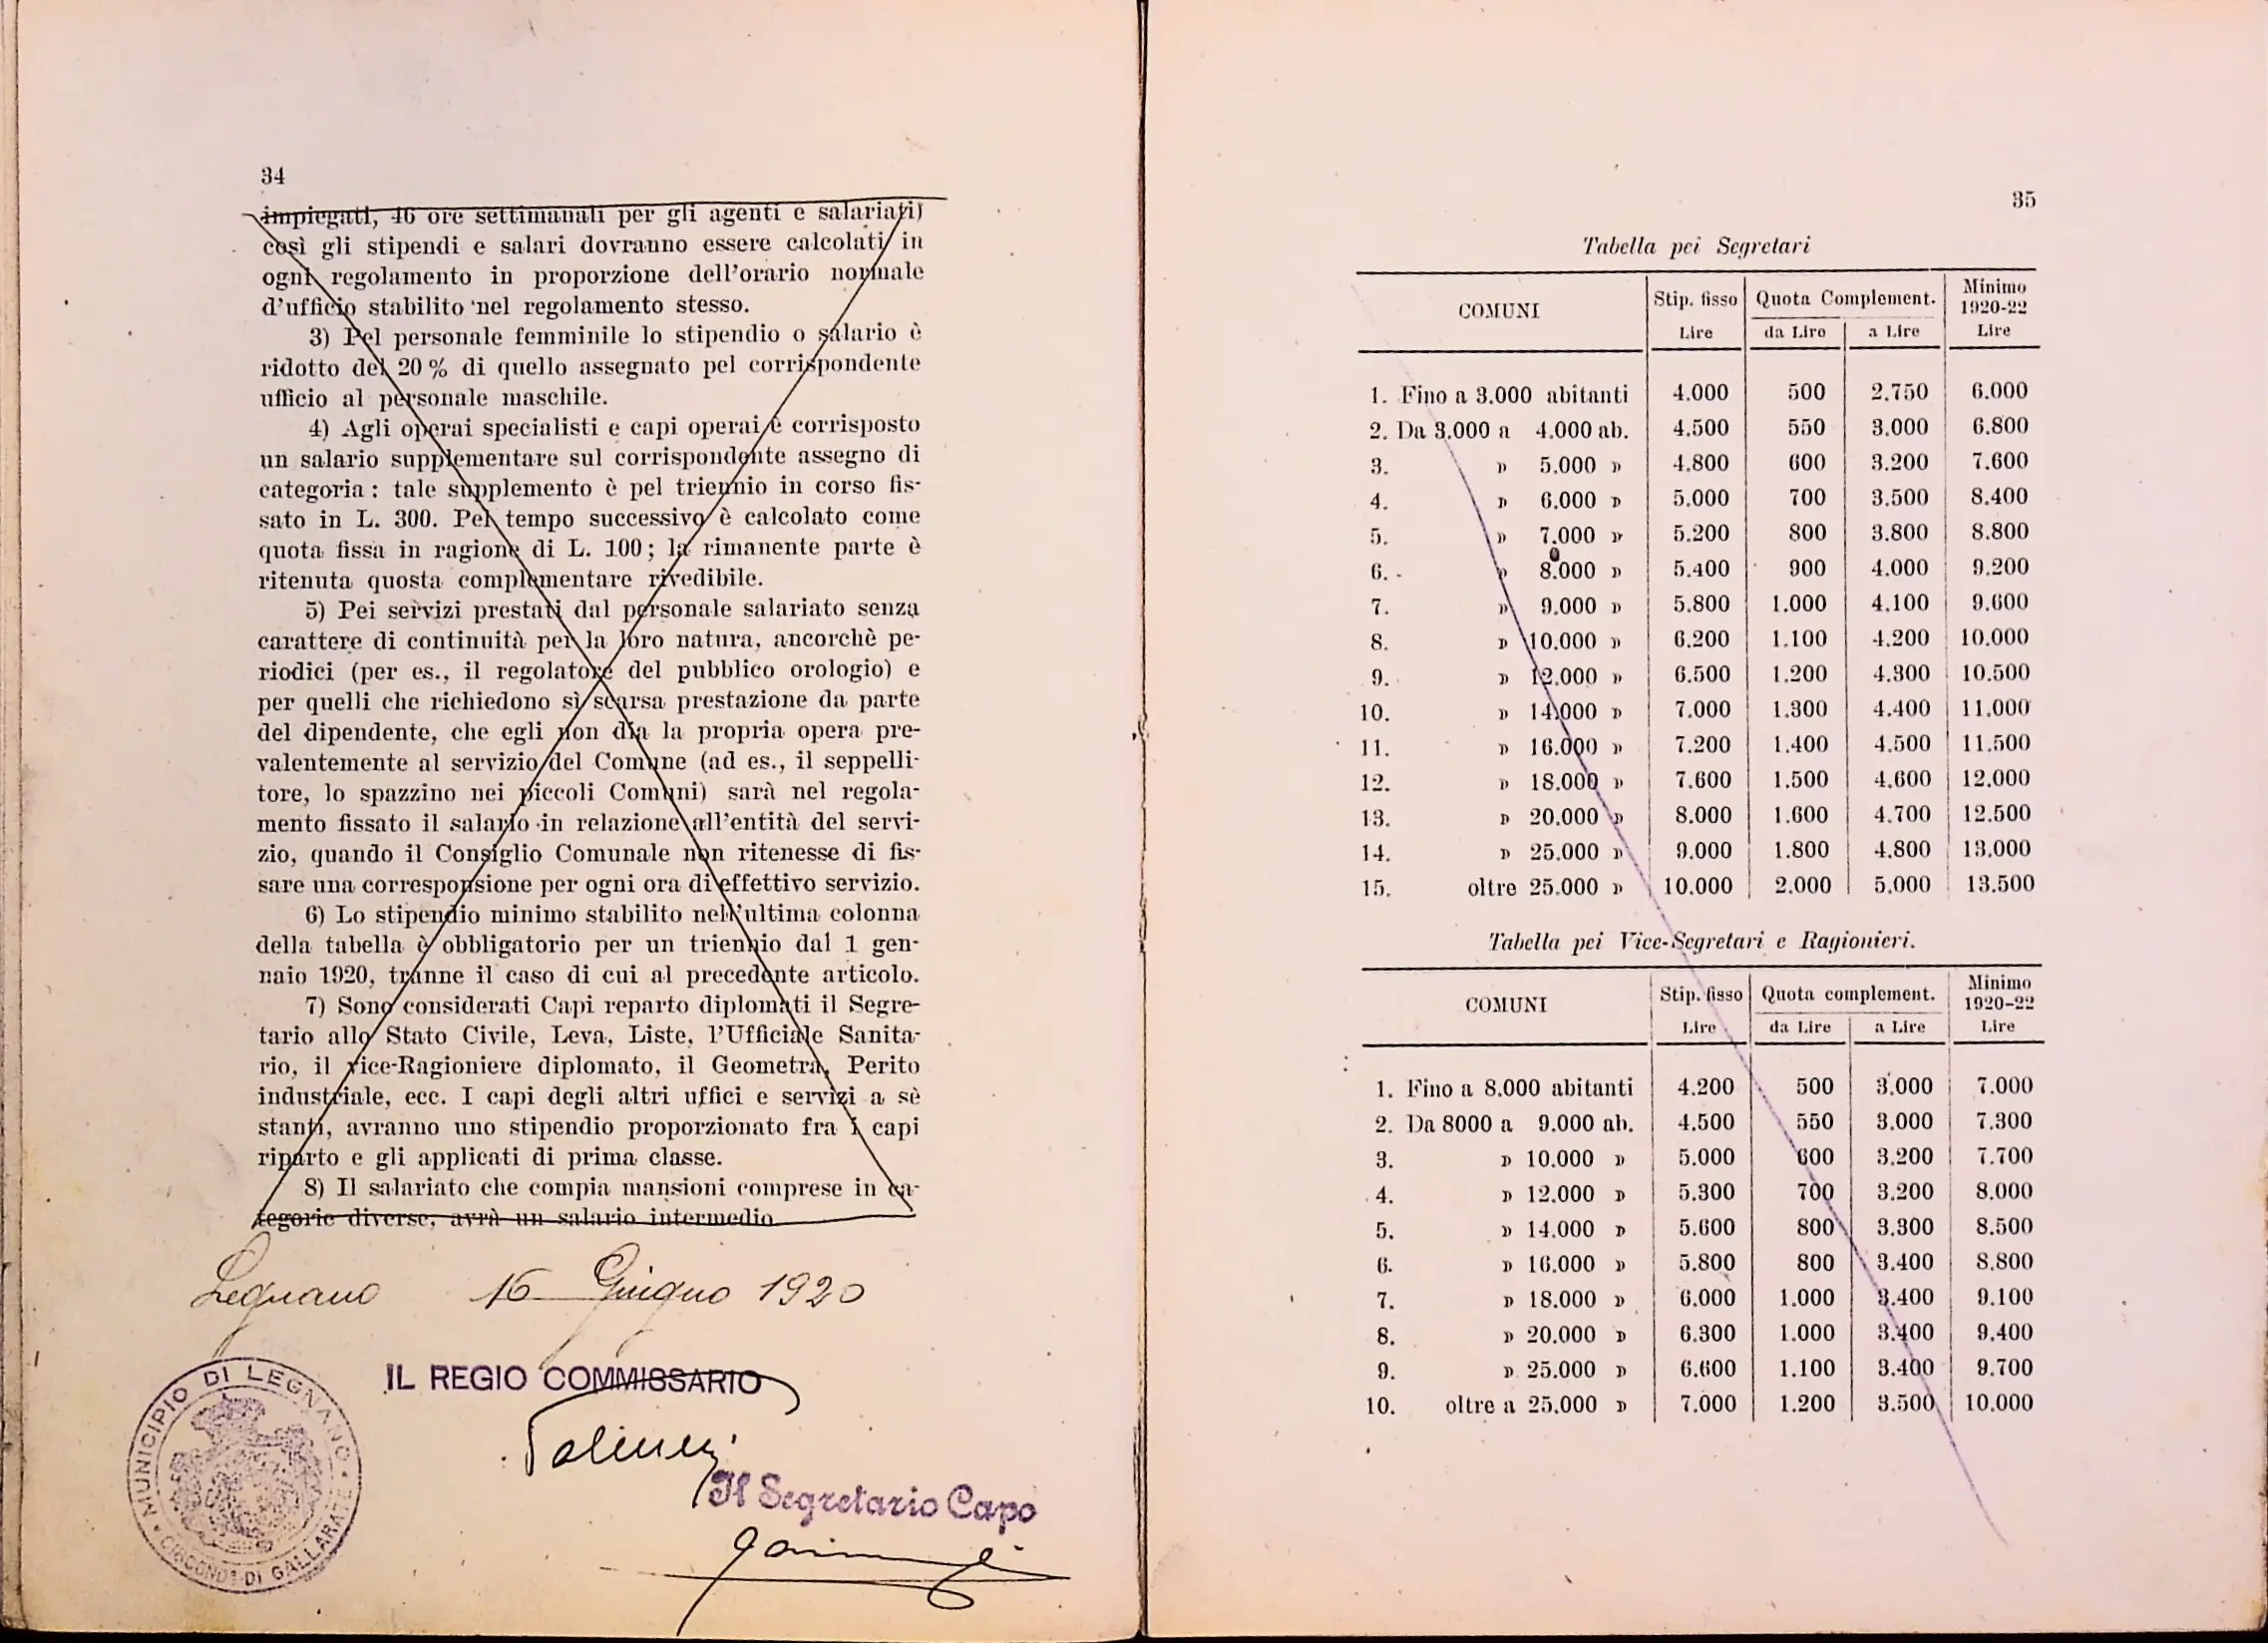 34
impiegati, 46 ore settimanali per gli agenti e salariati)
così gli stipendi e salari dovranno essere calcolati in
ogni regolamento in proporzione dell'orario normale
d'ufficio stabilito nel regolamento stesso.
3) Pel personale femminile lo stipendio o salario è
ridotto del 20 % di quello assegnato pel corrispondente
ufficio al personale maschile.
4) Agli operai specialisti e capi operai è corrisposto
un salario supplementare sul corrispondente assegno di
categoria : tale supplemento è pel triennio in corso fis-
sato in L. 300. Pel tempo successivo è calcolato come
quota fissa in ragione di L. 100 ; la rimanente parte è
ritenuta quosta complementare rivedibile.
5) Pei servizi prestati dal personale salariato senza
carattere di continuità per la loro natura, ancorchè pe-
riodici (per es., il regolatore del pubblico orologio) e
per quelli che richiedono sì scarsa prestazione da parte
del dipendente, che egli non dia la propria opera pre-
valentemente al servizio del Comune (ad es., il seppelli-
tore, lo spazzino nei piccoli Comuni) sarà nel regola-
mento fissato il salario in relazione all'entità del servi-
zio, quando il Consiglio Comunale non ritenesse di fis-
sare una corresponsione per ogni ora di effettivo servizio.
6) Lo stipendio minimo stabilito nell'ultima colonna
della tabella è obbligatorio per un triennio dal 1 gen-
naio 1920, tranne il caso di cui al precedente articolo.
7) Sono considerati Capi reparto diplomati il Segre-
tario allo Stato Civile, Leva, Liste, l'Ufficiale Sanita-
rio, il vice-Ragioniere diplomato, il Geometra, Perito
industriale, ecc. I capi degli altri uffici e servizi a sè
stanti, avranno uno stipendio proporzionato fra i capi
riparto e gli applicati di prima classe.
8) Il salariato che compia mansioni comprese in ca-
tegorie diverse, avrà un salario intermedio
Legnano 16 Giugno 1920
IL REGIO COMMISSARIO
Il Segretario Capo
MUNICIPIO DI LEGNANO
CIRCOND° DI GALLARATE
35
Tabella pei Segretari
COMUNI Stip. fisso Lire Quota Complement. da Lire a Lire Minimo 1920-22 Lire
1. Fino a 3.000 abitanti 4.000 500 2.750 6.000
2. Da 3.000 a 4.000 ab. 4.500 550 3.000 6.800
3. » 5.000 » 4.800 600 3.200 7.600
4. » 6.000 » 5.000 700 3.500 8.400
5. » 7.000 » 5.200 800 3.800 8.800
6. » 8.000 » 5.400 900 4.000 9.200
7. » 9.000 » 5.800 1.000 4.100 9.600
8. » 10.000 » 6.200 1.100 4.200 10.000
9. » 12.000 » 6.500 1.200 4.300 10.500
10. » 14.000 » 7.000 1.300 4.400 11.000
11. » 16.000 » 7.200 1.400 4.500 11.500
12. » 18.000 » 7.600 1.500 4.600 12.000
13. » 20.000 » 8.000 1.600 4.700 12.500
14. » 25.000 » 9.000 1.800 4.800 13.000
15. oltre 25.000 » 10.000 2.000 5.000 13.500
Tabella pei Vice-Segretari e Ragionieri.
COMUNI Stip. fisso Lire Quota complement. da Lire a Lire Minimo 1920-22 Lire
1. Fino a 8.000 abitanti 4.200 500 3.000 7.000
2. Da 8000 a 9.000 ab. 4.500 550 3.000 7.300
3. » 10.000 » 5.000 600 3.200 7.700
4. » 12.000 » 5.300 700 3.200 8.000
5. » 14.000 » 5.600 800 3.300 8.500
6. » 16.000 » 5.800 800 3.400 8.800
7. » 18.000 » 6.000 1.000 3.400 9.100
8. » 20.000 » 6.300 1.000 3.400 9.400
9. » 25.000 » 6.600 1.100 3.400 9.700
10. oltre a 25.000 » 7.000 1.200 3.500 10.000